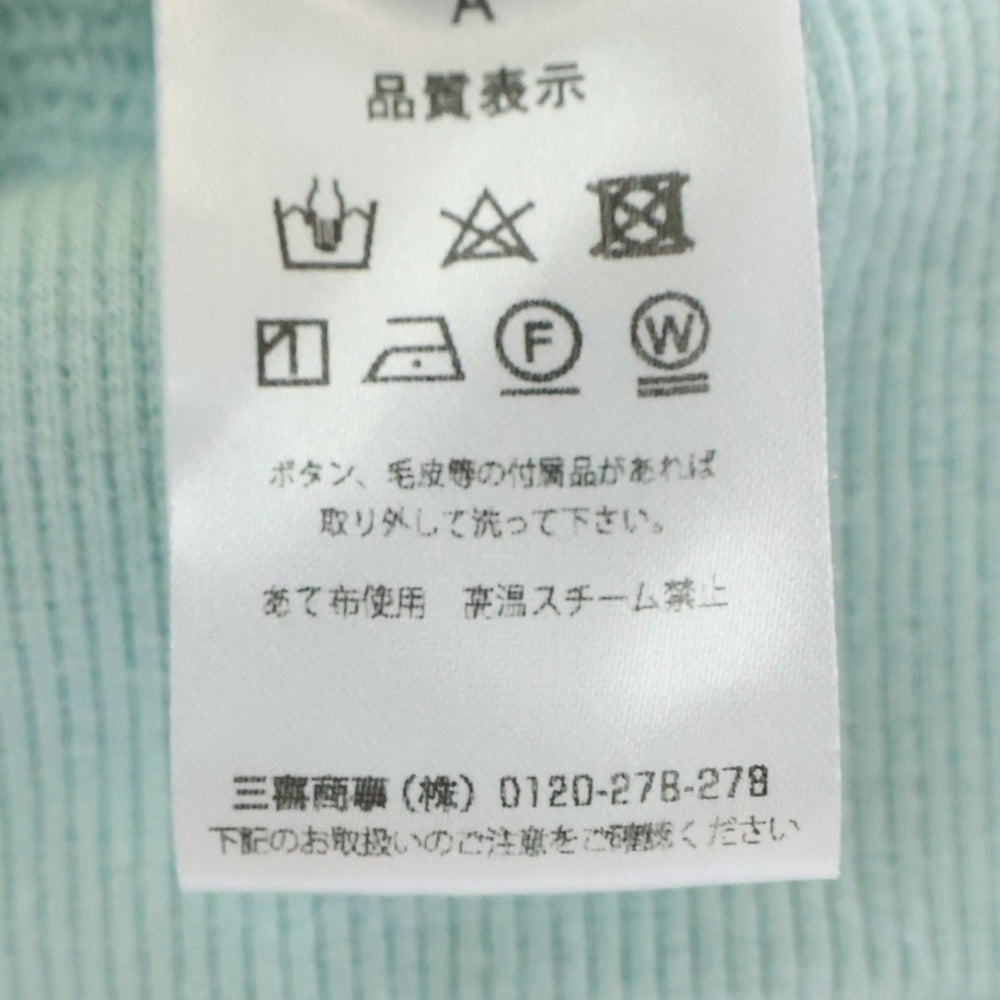 A
品質表示
F W
ボタン、毛皮等の付属品があれば
取り外して洗って下さい。
あて布使用　高温スチーム禁止
三喜商事（株）0120-278-278
下記のお取扱いのご注意をご確認ください